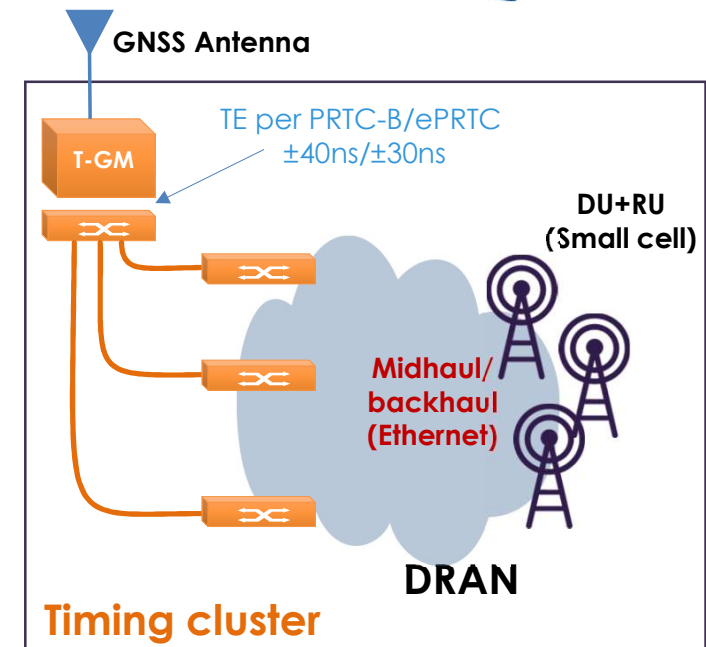 GNSS Antenna
TE per PRTC-B/ePRTC
±40ns/±30ns
T-GM
DU+RU
(Small cell)
Midhaul/
backhaul
(Ethernet)
DRAN
Timing cluster